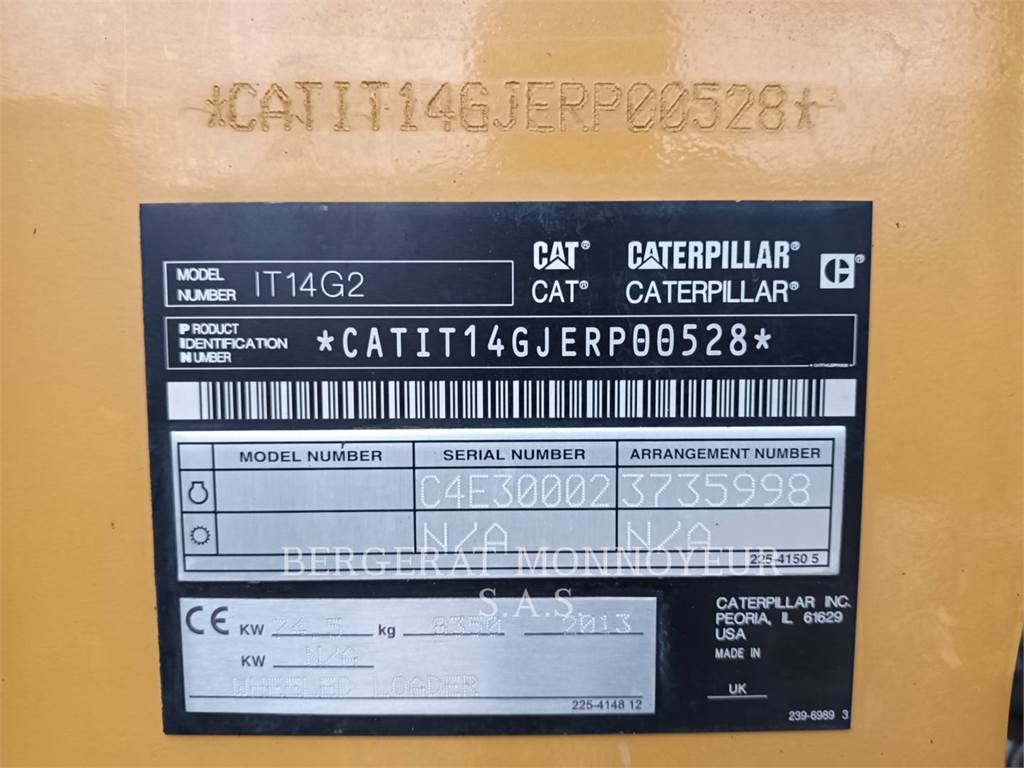 *CATIT14GJERP00528*
MODEL NUMBER IT14G2
CAT® CATERPILLAR®
CAT® CATERPILLAR®
C®
PRODUCT IDENTIFICATION NUMBER *CATIT14GJERP00528*
MODEL NUMBER SERIAL NUMBER ARRANGEMENT NUMBER
C4E30002 3735998
N/A N/A
225-4150 5
BERGERAT MONNOYEUR
S.A.S.
CE KW 74.5 kg 8350 2013
KW N/A
WHEELED LOADER
225-4148 12
CATERPILLAR INC.
PEORIA, IL 61629
USA
MADE IN
UK
239-6989 3